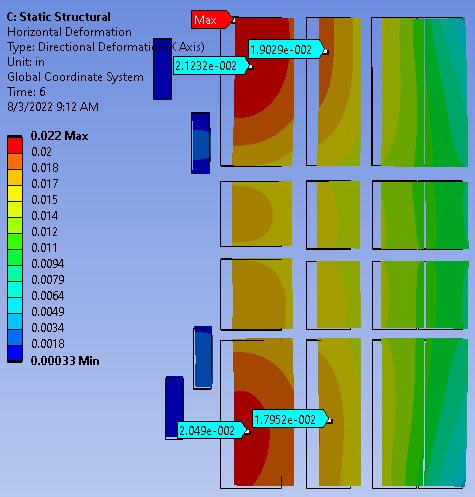 C: Static Structural
Horizontal Deformation
Type: Directional Deformation(X Axis)
Unit: in
Global Coordinate System
Time: 6
8/3/2022 9:12 AM
Max
1.9029e-002
2.1232e-002
0.022 Max
0.02
0.018
0.017
0.015
0.014
0.012
0.011
0.0094
0.0079
0.0064
0.0049
0.0034
0.0018
0.00033 Min
1.7952e-002
2.049e-002